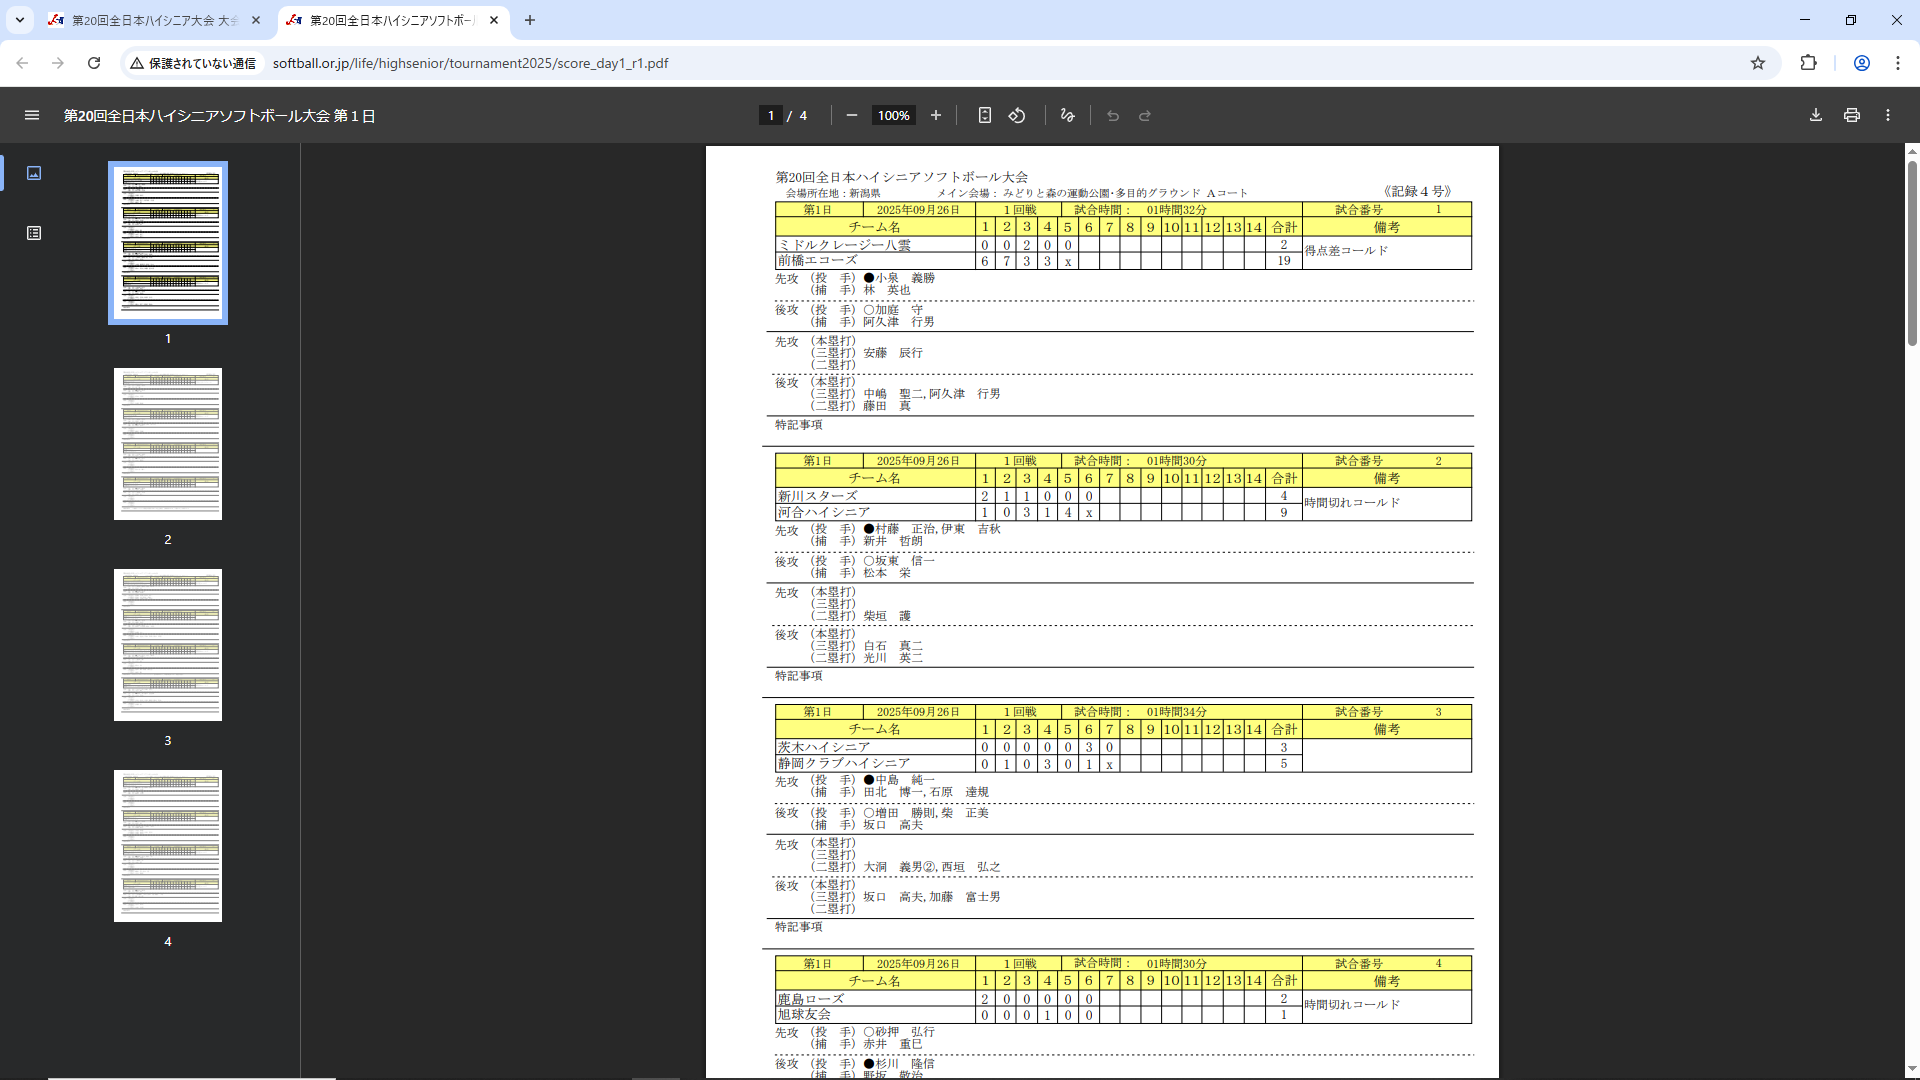 第20回全日本ハイシニア大会 大会
第20回全日本ハイシニアソフトボール
保護されていない通信
softball.or.jp/life/highsenior/tournament2025/score_day1_r1.pdf
第20回全日本ハイシニアソフトボール大会 第１日
1 / 4
100%
1
2
3
4
第20回全日本ハイシニアソフトボール大会
会場所在地：新潟県 メイン会場： みどりと森の運動公園･多目的グラウンド Aコート 《記録４号》
第1日 2025年09月26日 １回戦 試合時間： 01時間32分 試合番号 1
チーム名 1 2 3 4 5 6 7 8 9 10 11 12 13 14 合計 備考
ミドルクレージー八雲 0 0 2 0 0 2 得点差コールド
前橋エコーズ 6 7 3 3 x 19
先攻 （投　手）●小泉　義勝
（捕　手）林　英也
後攻 （投　手）〇加庭　守
（捕　手）阿久津　行男
先攻 （本塁打）
（三塁打）安藤　辰行
（二塁打）
後攻 （本塁打）
（三塁打）中嶋　聖二,阿久津　行男
（二塁打）藤田　真
特記事項
第1日 2025年09月26日 １回戦 試合時間： 01時間30分 試合番号 2
チーム名 1 2 3 4 5 6 7 8 9 10 11 12 13 14 合計 備考
新川スターズ 2 1 1 0 0 0 4 時間切れコールド
河合ハイシニア 1 0 3 1 4 x 9
先攻 （投　手）●村藤　正治,伊東　吉秋
（捕　手）新井　哲朗
後攻 （投　手）〇坂東　信一
（捕　手）松本　栄
先攻 （本塁打）
（三塁打）
（二塁打）柴垣　護
後攻 （本塁打）
（三塁打）白石　真二
（二塁打）光川　英二
特記事項
第1日 2025年09月26日 １回戦 試合時間： 01時間34分 試合番号 3
チーム名 1 2 3 4 5 6 7 8 9 10 11 12 13 14 合計 備考
茨木ハイシニア 0 0 0 0 0 3 0 3
静岡クラブハイシニア 0 1 0 3 0 1 x 5
先攻 （投　手）●中島　純一
（捕　手）田北　博一,石原　達規
後攻 （投　手）〇増田　勝則,柴　正美
（捕　手）坂口　高夫
先攻 （本塁打）
（三塁打）
（二塁打）大洞　義男②,西垣　弘之
後攻 （本塁打）
（三塁打）坂口　高夫,加藤　富士男
（二塁打）
特記事項
第1日 2025年09月26日 １回戦 試合時間： 01時間30分 試合番号 4
チーム名 1 2 3 4 5 6 7 8 9 10 11 12 13 14 合計 備考
鹿島ローズ 2 0 0 0 0 0 2 時間切れコールド
旭球友会 0 0 0 1 0 0 1
先攻 （投　手）〇砂押　弘行
（捕　手）赤井　重巳
後攻 （投　手）●杉川　隆信
（捕　手）野坂　敬治